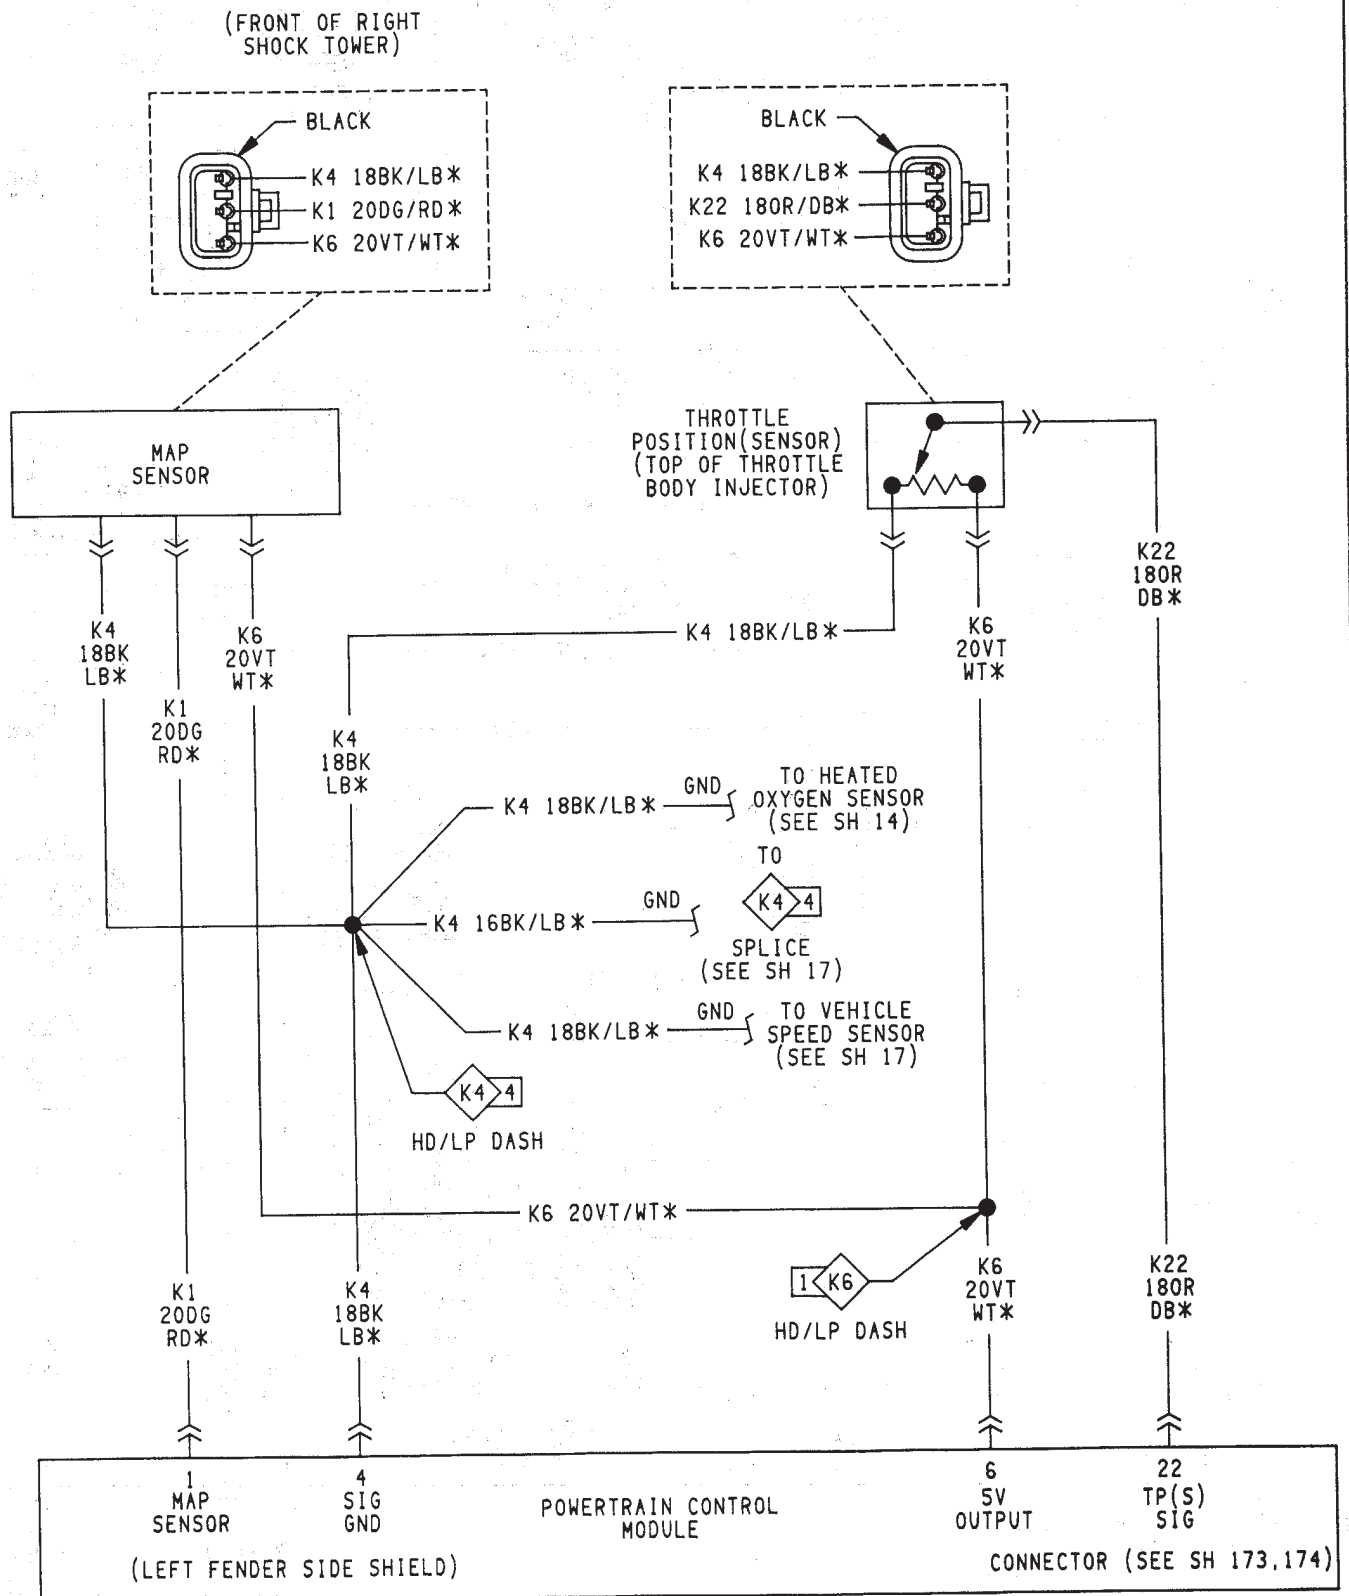 (FRONT OF RIGHT
SHOCK TOWER)
BLACK
K4 18BK/LB*
K1 20DG/RD*
K6 20VT/WT*
BLACK
K4 18BK/LB*
K22 18OR/DB*
K6 20VT/WT*
MAP
SENSOR
THROTTLE
POSITION(SENSOR)
(TOP OF THROTTLE
BODY INJECTOR)
K4
18BK
LB*
K1
20DG
RD*
K6
20VT
WT*
K4 18BK/LB*
K6
20VT
WT*
K22
18OR
DB*
K4
18BK
LB*
K4 18BK/LB*
GND
TO HEATED
OXYGEN SENSOR
(SEE SH 14)
K4 16BK/LB*
GND
TO
K4 4
SPLICE
(SEE SH 17)
K4 18BK/LB*
GND
TO VEHICLE
SPEED SENSOR
(SEE SH 17)
K4 4
HD/LP DASH
K6 20VT/WT*
1 K6
HD/LP DASH
K1
20DG
RD*
K4
18BK
LB*
K6
20VT
WT*
K22
18OR
DB*
1
MAP
SENSOR
4
SIG
GND
POWERTRAIN CONTROL
MODULE
6
5V
OUTPUT
22
TP(S)
SIG
(LEFT FENDER SIDE SHIELD)
CONNECTOR (SEE SH 173,174)